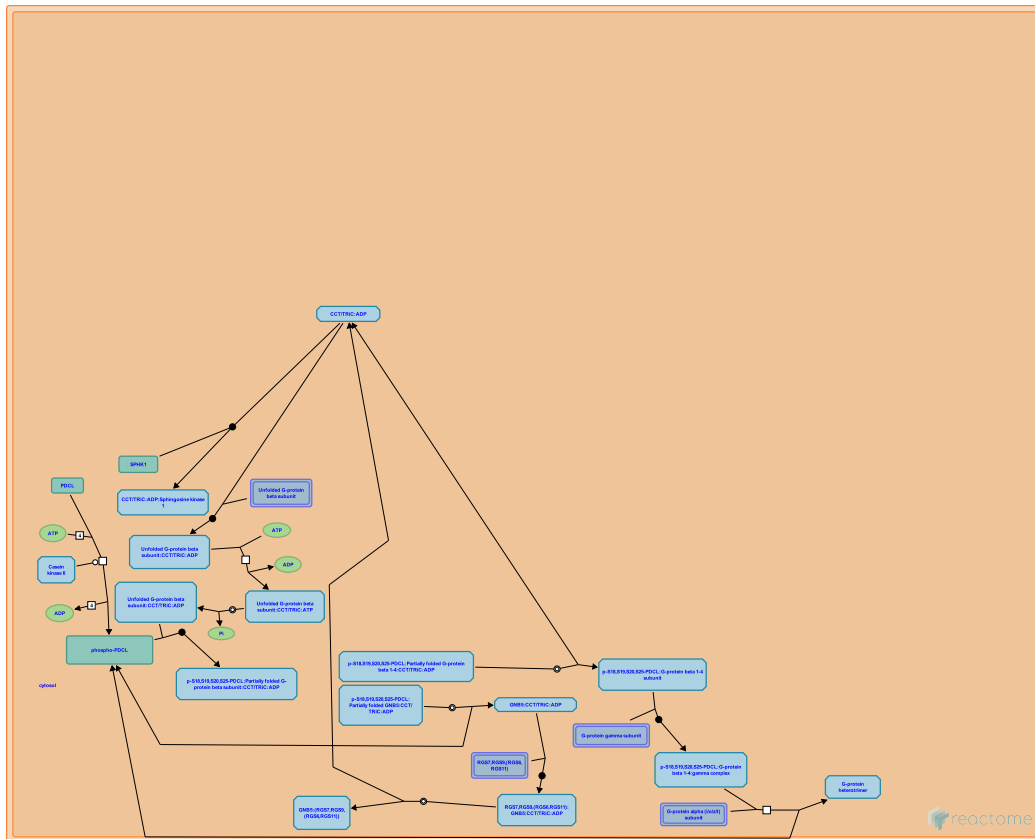 CCT/TRiC:ADP
SPHK1
PDCL
CCT/TRiC:ADP:Sphingosine kinase
1
Unfolded G-protein
beta subunit
ATP
4
Casein
kinase II
ADP
4
Unfolded G-protein beta
subunit:CCT/TRiC:ADP
ATP
ADP
Unfolded G-protein beta
subunit:CCT/TRiC:ADP
Unfolded G-protein beta
subunit:CCT/TRiC:ATP
Pi
phospho-PDCL
cytosol
p-S18,S19,S20,S25-PDCL:Partially folded G-
protein beta subunit:CCT/TRiC:ADP
p-S18,S19,S20,S25-PDCL:Partially folded G-protein
beta 1-4:CCT/TRiC:ADP
p-S18,S19,S20,S25-PDCL:G-protein beta 1-4
subunit
p-S18,S19,S20,S25-PDCL:
Partially folded GNB5:CCT/
TRiC:ADP
GNB5:CCT/TRiC:ADP
G-protein gamma subunit
RGS7,RGS9,(RGS6,
RGS11)
p-S18,S19,S20,S25-PDCL:G-protein
beta 1-4:gamma complex
G-protein
heterotrimer
GNB5:(RGS7,RGS9,
(RGS6,RGS11))
RGS7,RGS9,(RGS6,RGS11):
GNB5:CCT/TRiC:ADP
G-protein alpha (i/o/z/t)
subunit
reactome